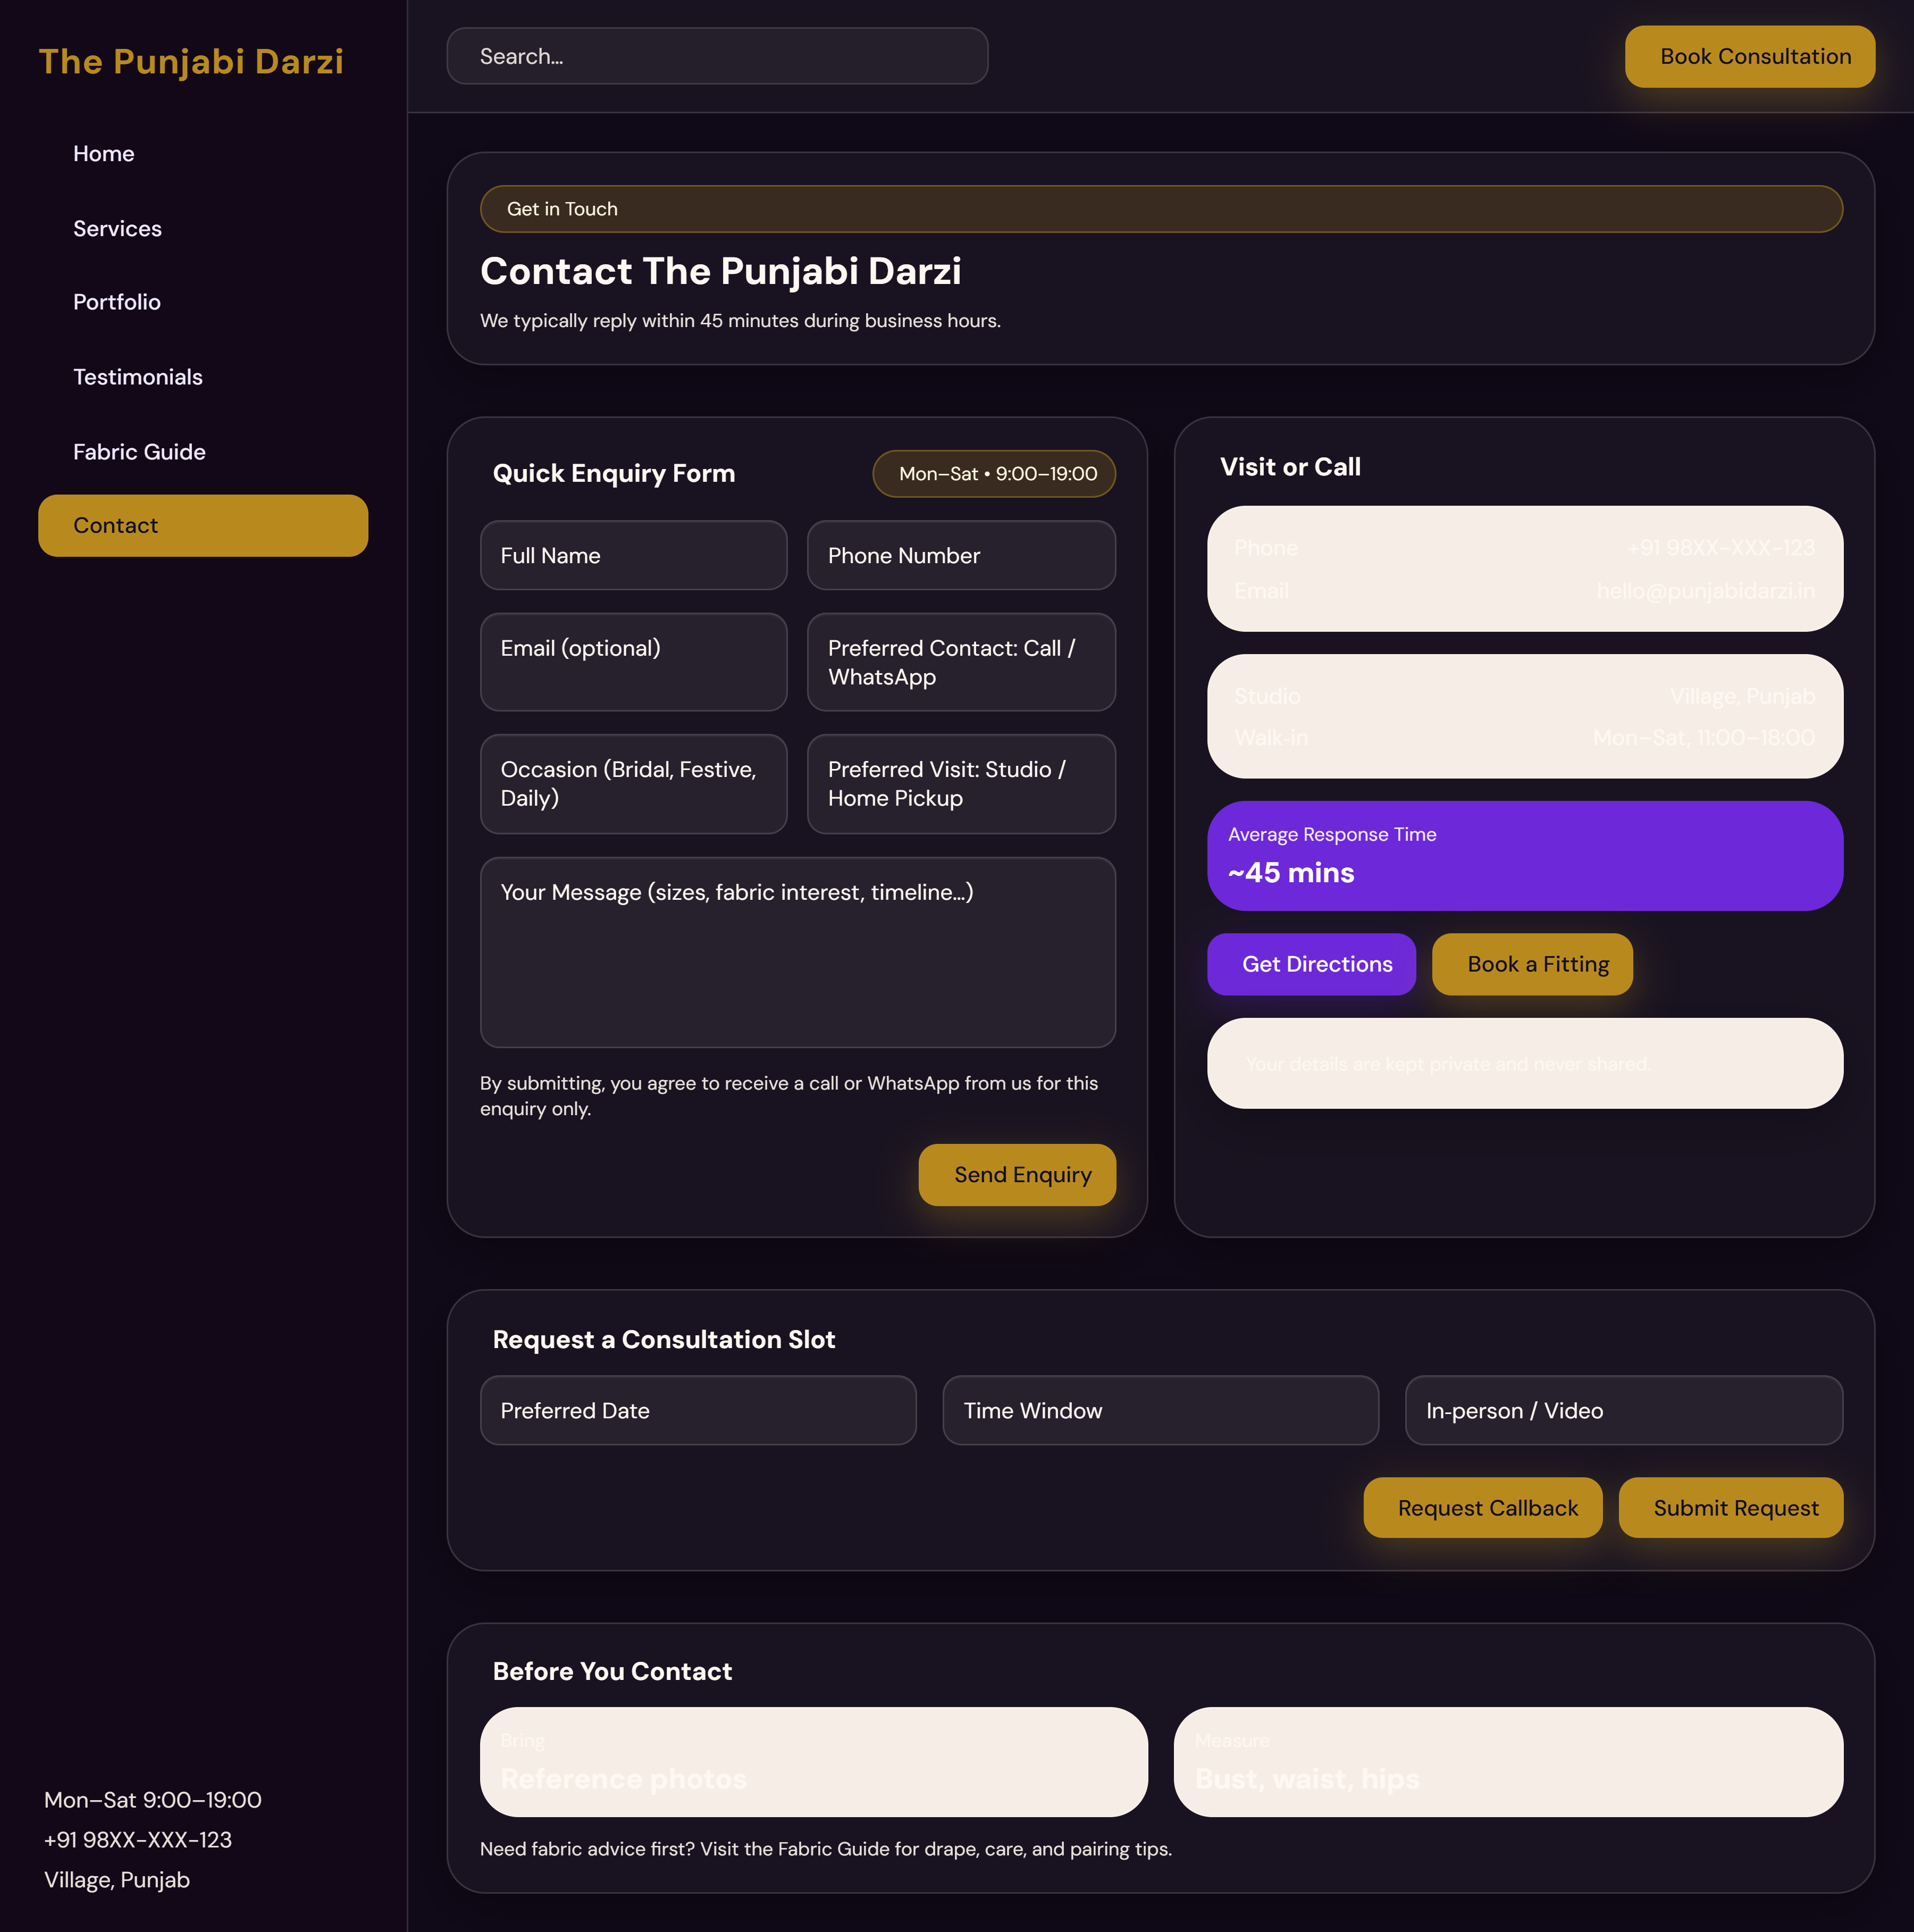 The Punjabi Darzi
Home
Services
Portfolio
Testimonials
Fabric Guide
Contact
Mon–Sat 9:00–19:00
+91 98XX-XXX-123
Village, Punjab
Search...
Book Consultation
Get in Touch
Contact The Punjabi Darzi
We typically reply within 45 minutes during business hours.
Quick Enquiry Form
Mon–Sat • 9:00–19:00
Full Name
Phone Number
Email (optional)
Preferred Contact: Call /
WhatsApp
Occasion (Bridal, Festive,
Daily)
Preferred Visit: Studio /
Home Pickup
Your Message (sizes, fabric interest, timeline...)
By submitting, you agree to receive a call or WhatsApp from us for this
enquiry only.
Send Enquiry
Visit or Call
Phone +91 98XX-XXX-123
Email hello@punjabidarzi.in
Studio Village, Punjab
Walk-in Mon–Sat, 11:00–18:00
Average Response Time
~45 mins
Get Directions
Book a Fitting
Your details are kept private and never shared.
Request a Consultation Slot
Preferred Date
Time Window
In-person / Video
Request Callback
Submit Request
Before You Contact
Bring
Reference photos
Measure
Bust, waist, hips
Need fabric advice first? Visit the Fabric Guide for drape, care, and pairing tips.